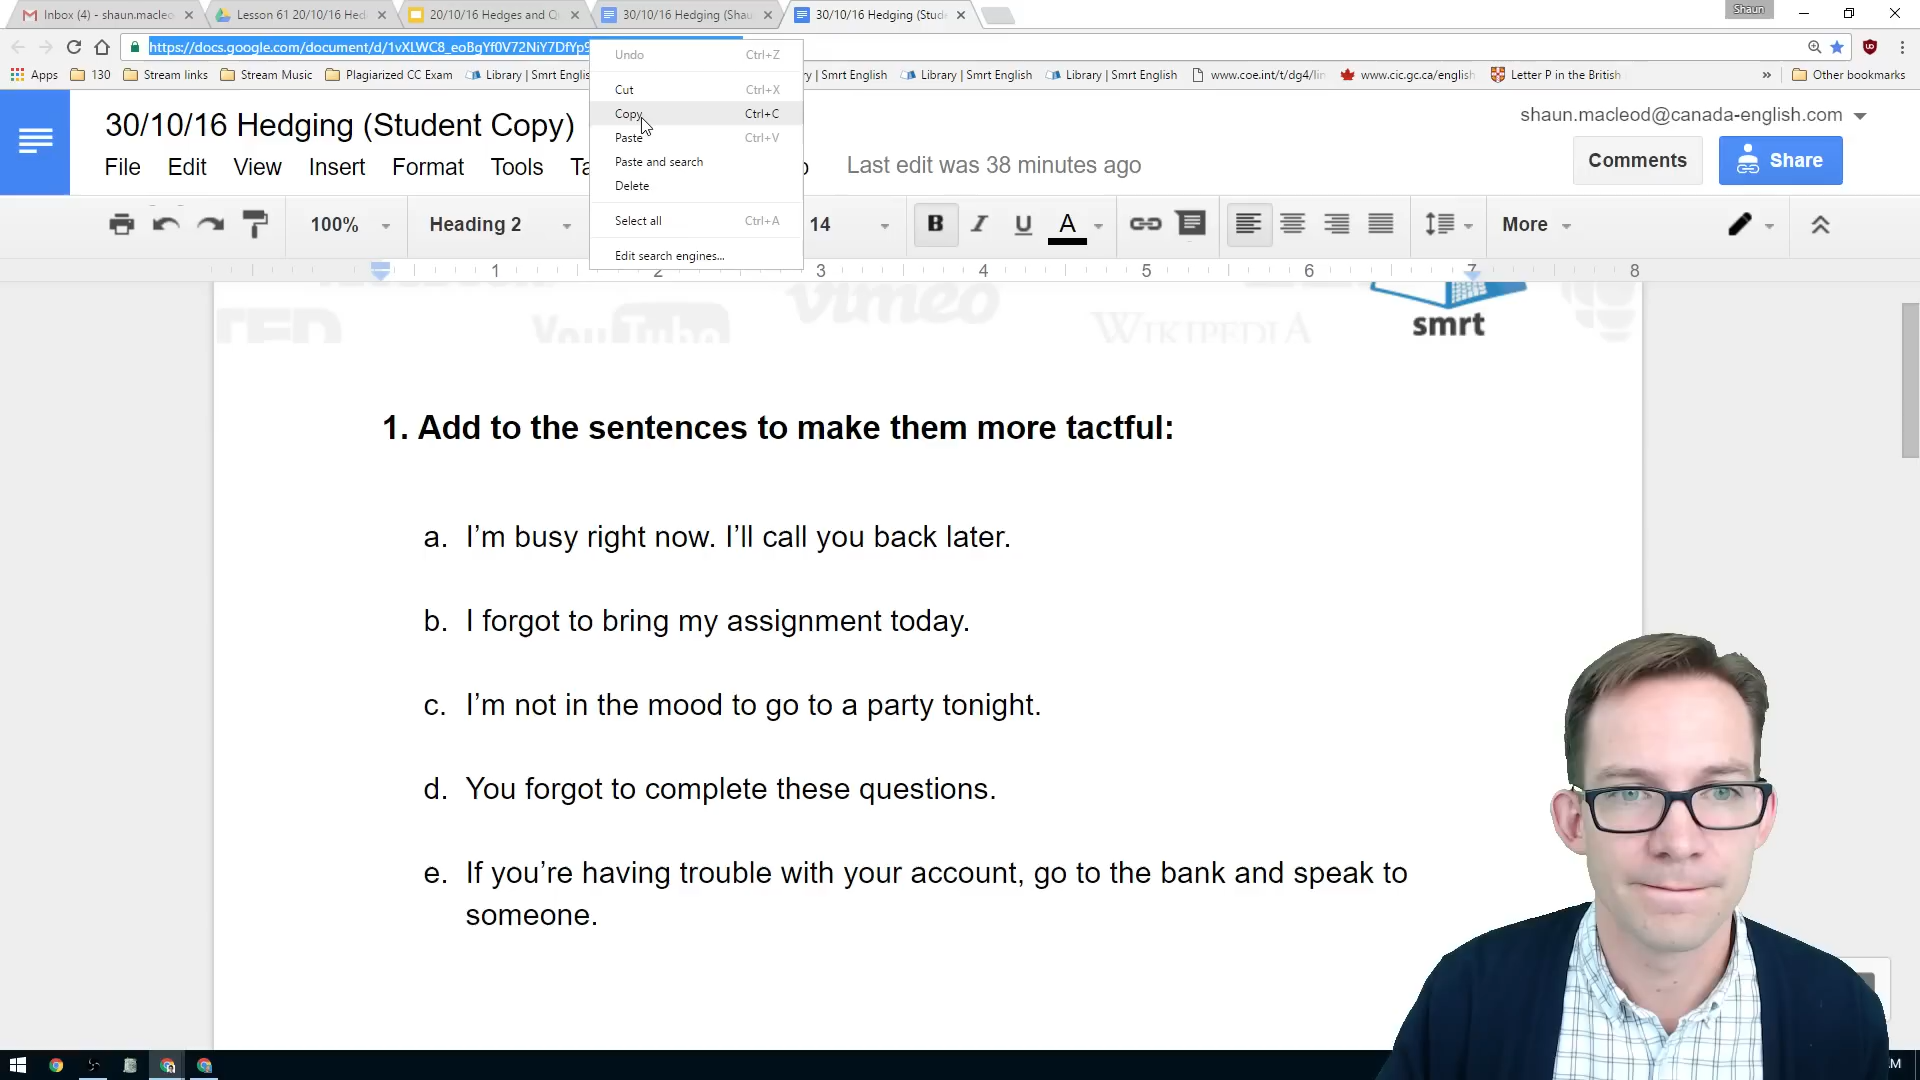 Inbox (4) - shaun.macleo
Lesson 61 20/10/16 Hed
20/10/16 Hedges and Q
30/10/16 Hedging (Shau
30/10/16 Hedging (Stud
Shaun
https://docs.google.com/document/d/1vXLWC8_eoBgYf0V72NiY7DfYp9
Apps
130
Stream links
Stream Music
Plagiarized CC Exam
Library | Smrt Englis
y | Smrt English
Library | Smrt English
Library | Smrt English
www.coe.int/t/dg4/lin
www.cic.gc.ca/english
Letter P in the British
»
Other bookmarks
Undo Ctrl+Z
Cut Ctrl+X
Copy Ctrl+C
Paste Ctrl+V
Paste and search
Delete
Select all Ctrl+A
Edit search engines...
30/10/16 Hedging (Student Copy)
shaun.macleod@canada-english.com
File Edit View Insert Format Tools Ta
Last edit was 38 minutes ago
Comments
Share
100%
Heading 2
14
B I U A
More
1 2 3 4 5 6 7 8
TED
YouTube
vimeo
WIKIPEDIA
smrt
1. Add to the sentences to make them more tactful:
a. I’m busy right now. I’ll call you back later.
b. I forgot to bring my assignment today.
c. I’m not in the mood to go to a party tonight.
d. You forgot to complete these questions.
e. If you’re having trouble with your account, go to the bank and speak to
someone.